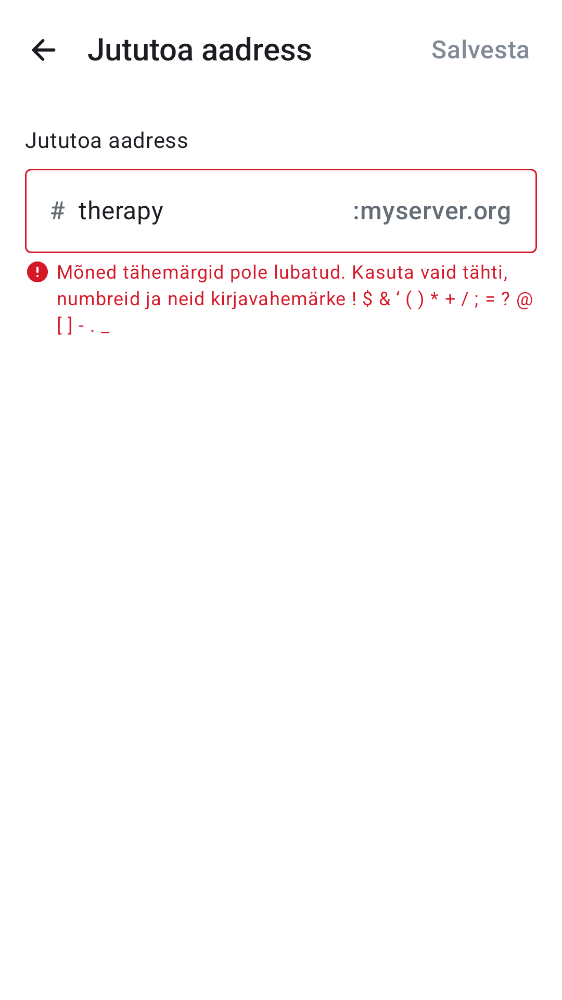 Jututoa aadress
Salvesta
Jututoa aadress
# therapy :myserver.org
Mõned tähemärgid pole lubatud. Kasuta vaid tähti,
numbreid ja neid kirjavahemärke ! $ & ‘ ( ) * + / ; = ? @
[ ] - . _